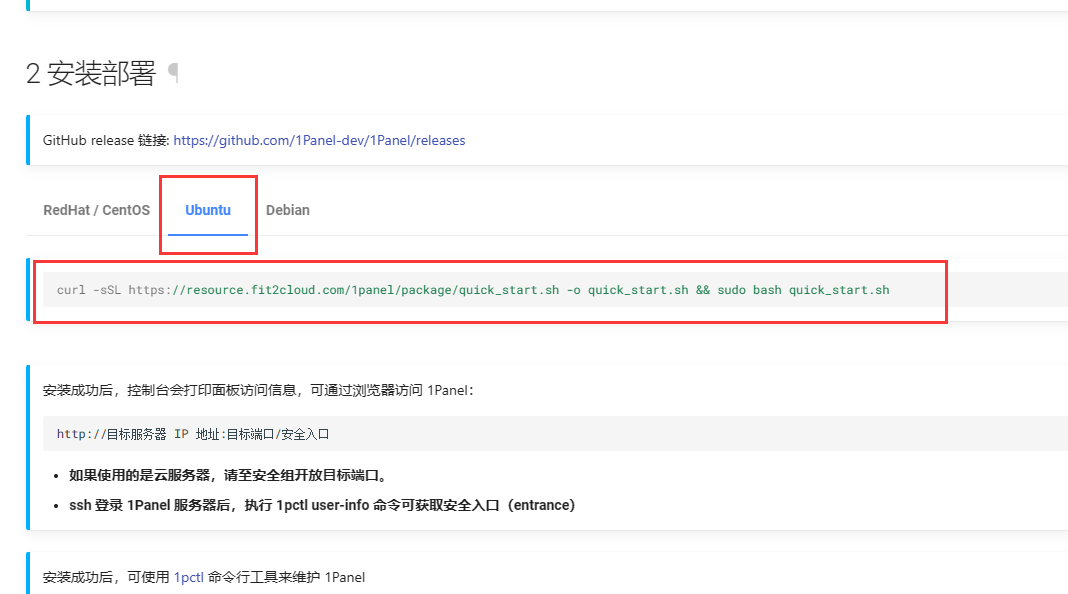 2 安装部署 ¶
GitHub release 链接: https://github.com/1Panel-dev/1Panel/releases
RedHat / CentOS Ubuntu Debian
curl -sSL https://resource.fit2cloud.com/1panel/package/quick_start.sh -o quick_start.sh && sudo bash quick_start.sh
安装成功后，控制台会打印面板访问信息，可通过浏览器访问 1Panel：
http://目标服务器 IP 地址:目标端口/安全入口
• 如果使用的是云服务器，请至安全组开放目标端口。
• ssh 登录 1Panel 服务器后，执行 1pctl user-info 命令可获取安全入口（entrance）
安装成功后，可使用 1pctl 命令行工具来维护 1Panel